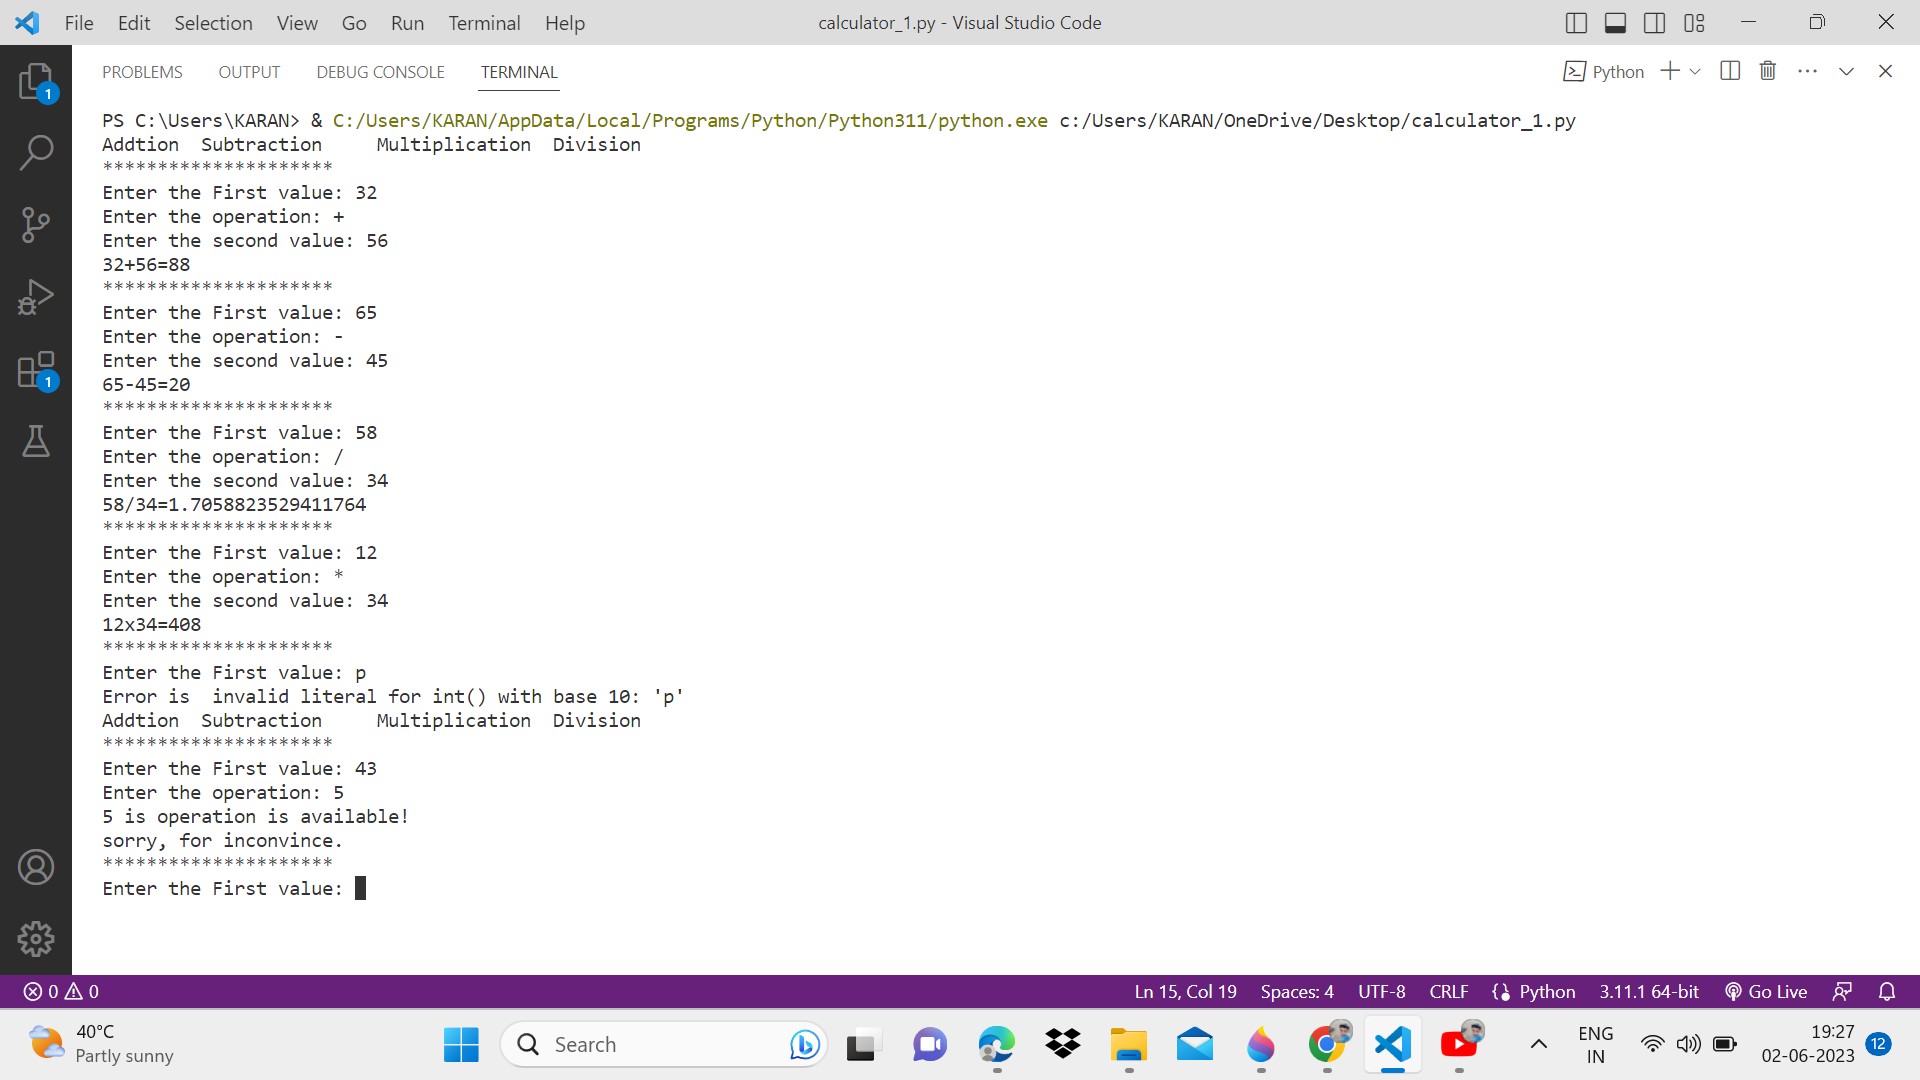 File Edit Selection View Go Run Terminal Help calculator_1.py - Visual Studio Code
PROBLEMS OUTPUT DEBUG CONSOLE TERMINAL Python
1
PS C:\Users\KARAN> & C:/Users/KARAN/AppData/Local/Programs/Python/Python311/python.exe c:/Users/KARAN/OneDrive/Desktop/calculator_1.py
Addtion  Subtraction     Multiplication  Division
*********************
Enter the First value: 32
Enter the operation: +
Enter the second value: 56
32+56=88
*********************
Enter the First value: 65
Enter the operation: -
Enter the second value: 45
65-45=20
*********************
Enter the First value: 58
Enter the operation: /
Enter the second value: 34
58/34=1.7058823529411764
*********************
Enter the First value: 12
Enter the operation: *
Enter the second value: 34
12x34=408
*********************
Enter the First value: p
Error is  invalid literal for int() with base 10: 'p'
Addtion  Subtraction     Multiplication  Division
*********************
Enter the First value: 43
Enter the operation: 5
5 is operation is available!
sorry, for inconvince.
*********************
Enter the First value:
1
0 0 Ln 15, Col 19 Spaces: 4 UTF-8 CRLF Python 3.11.1 64-bit Go Live
40°C
Partly sunny
Search
ENG
IN
19:27
02-06-2023
12